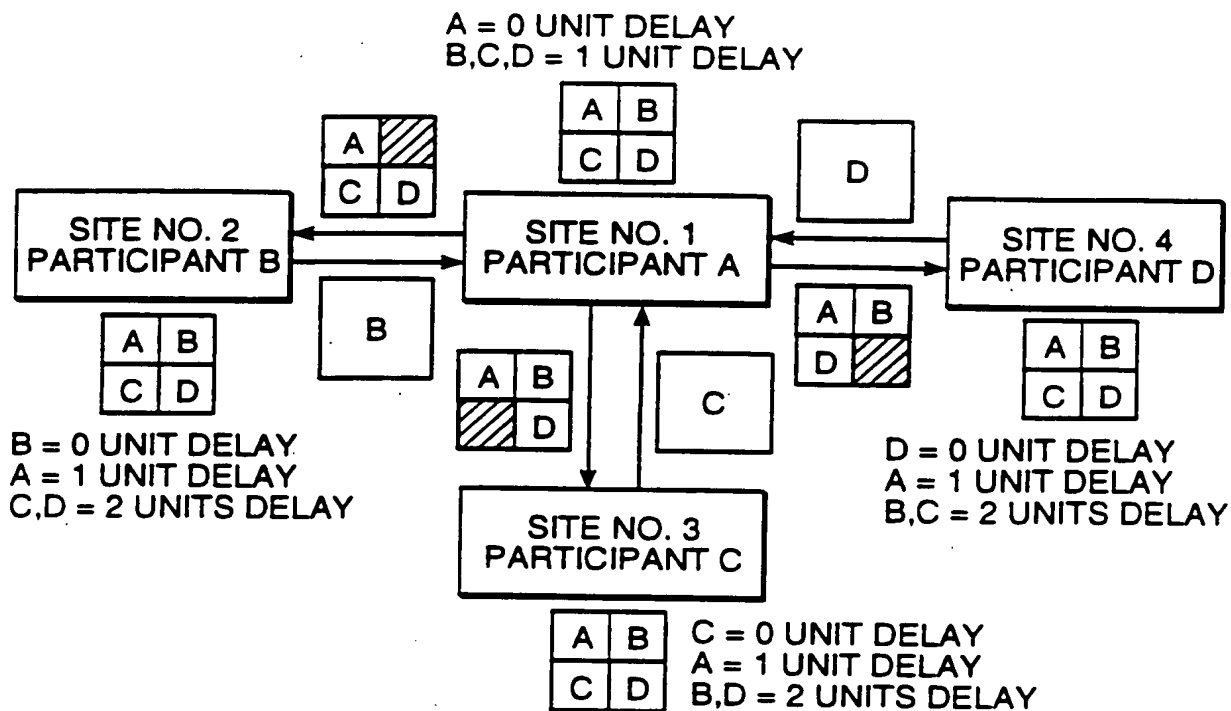 A = 0 UNIT DELAY
B,C,D = 1 UNIT DELAY
A B
C D
A
C D
D
SITE NO. 2
PARTICIPANT B
SITE NO. 1
PARTICIPANT A
SITE NO. 4
PARTICIPANT D
A B
C D
B
A B
D
C
A B
D
A B
C D
B = 0 UNIT DELAY
A = 1 UNIT DELAY
C,D = 2 UNITS DELAY
D = 0 UNIT DELAY
A = 1 UNIT DELAY
B,C = 2 UNITS DELAY
SITE NO. 3
PARTICIPANT C
A B
C D
C = 0 UNIT DELAY
A = 1 UNIT DELAY
B,D = 2 UNITS DELAY